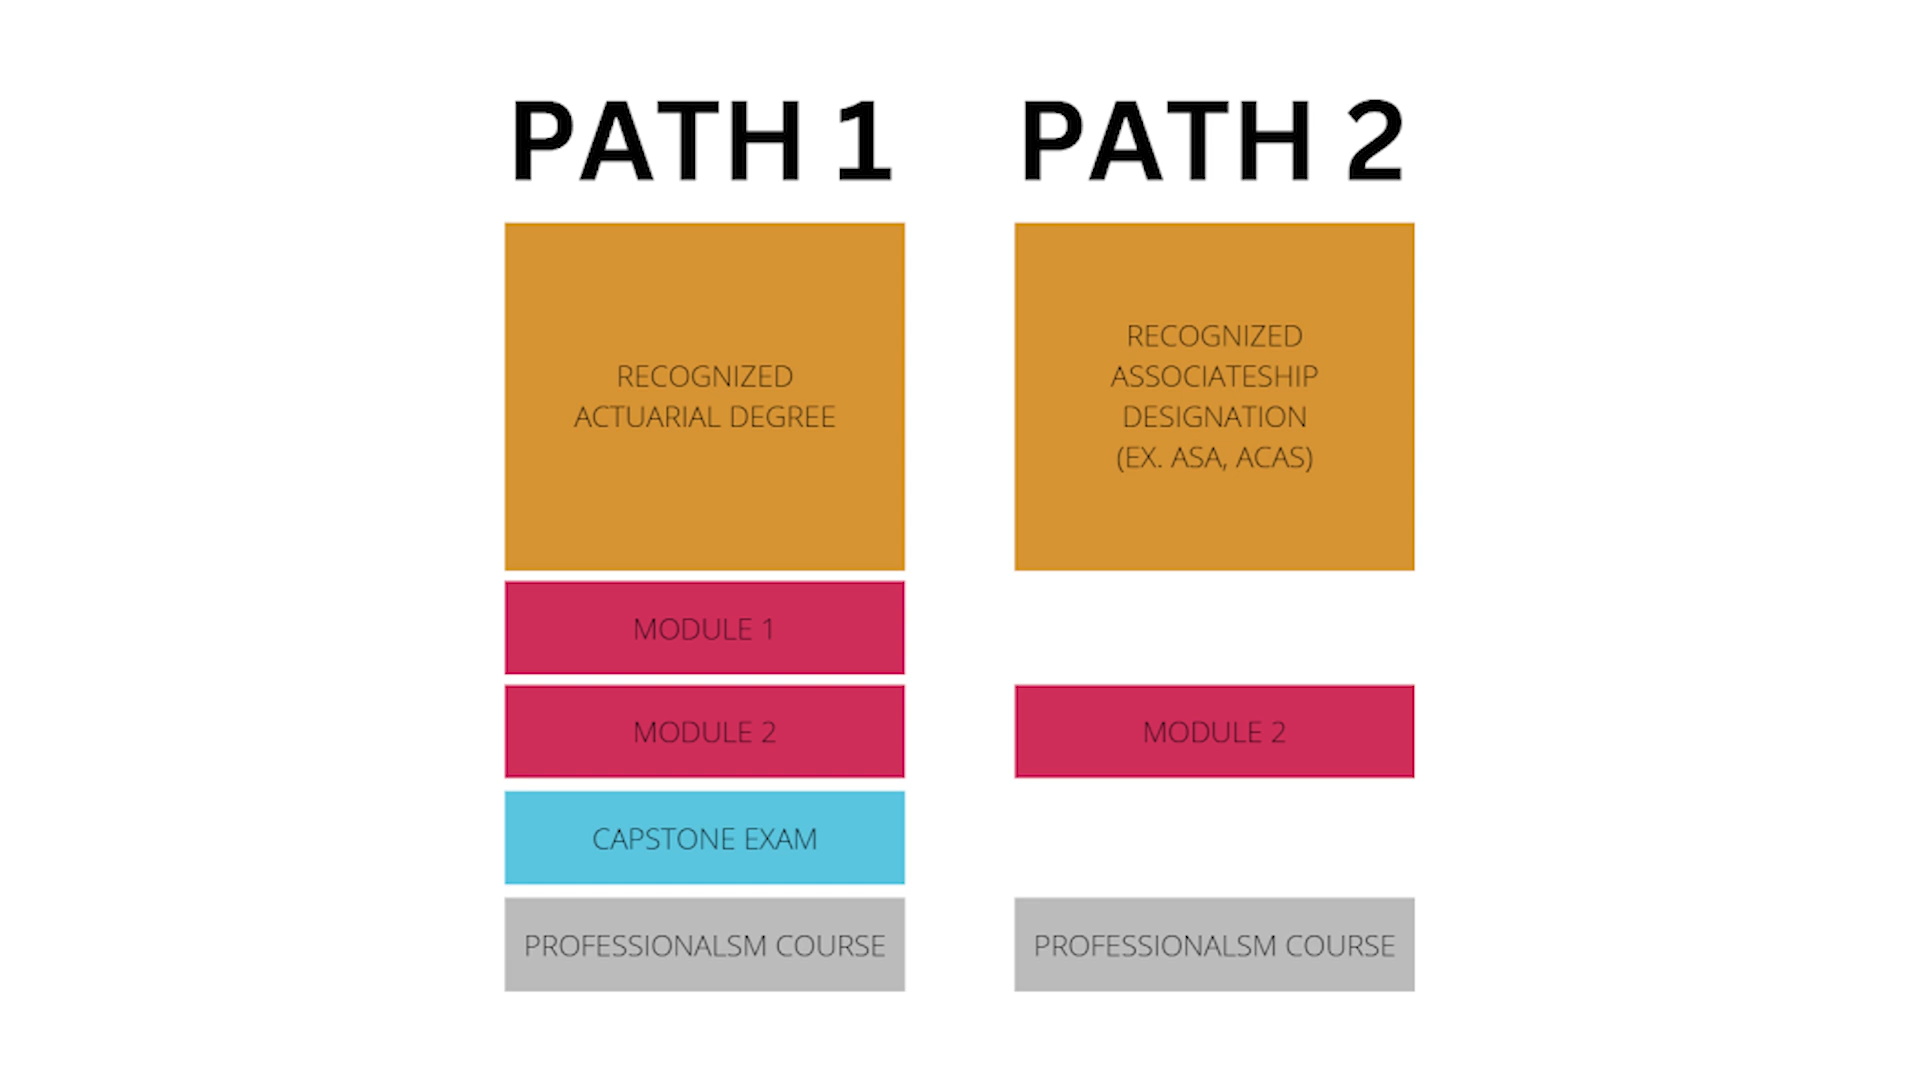 PATH 1
RECOGNIZED
ACTUARIAL DEGREE
MODULE 1
MODULE 2
CAPSTONE EXAM
PROFESSIONALSM COURSE
PATH 2
RECOGNIZED
ASSOCIATESHIP
DESIGNATION
(EX. ASA, ACAS)
MODULE 2
PROFESSIONALSM COURSE